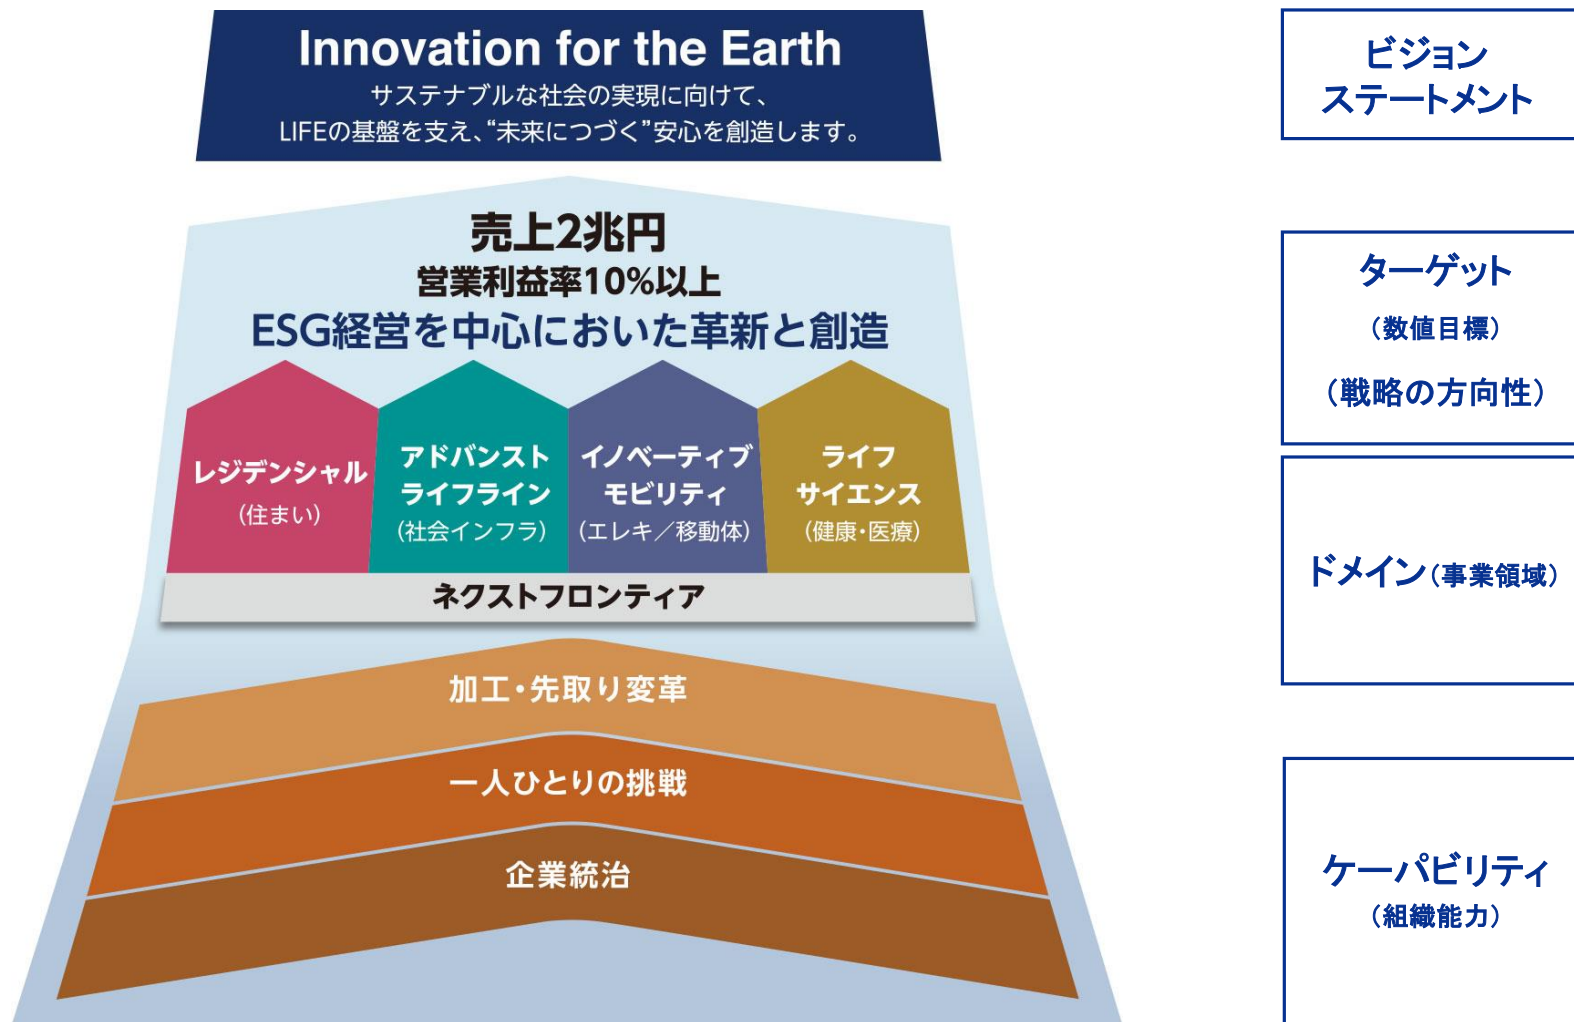 Innovation for the Earth
サステナブルな社会の実現に向けて、
LIFEの基盤を支え、“未来につづく”安心を創造します。
ビジョン
ステートメント
売上2兆円
営業利益率10%以上
ESG経営を中心においた革新と創造
ターゲット
（数値目標）
（戦略の方向性）
レジデンシャル
（住まい）
アドバンスト
ライフライン
（社会インフラ）
イノベーティブ
モビリティ
（エレキ／移動体）
ライフ
サイエンス
（健康・医療）
ネクストフロンティア
ドメイン（事業領域）
加工・先取り変革
一人ひとりの挑戦
企業統治
ケーパビリティ
（組織能力）